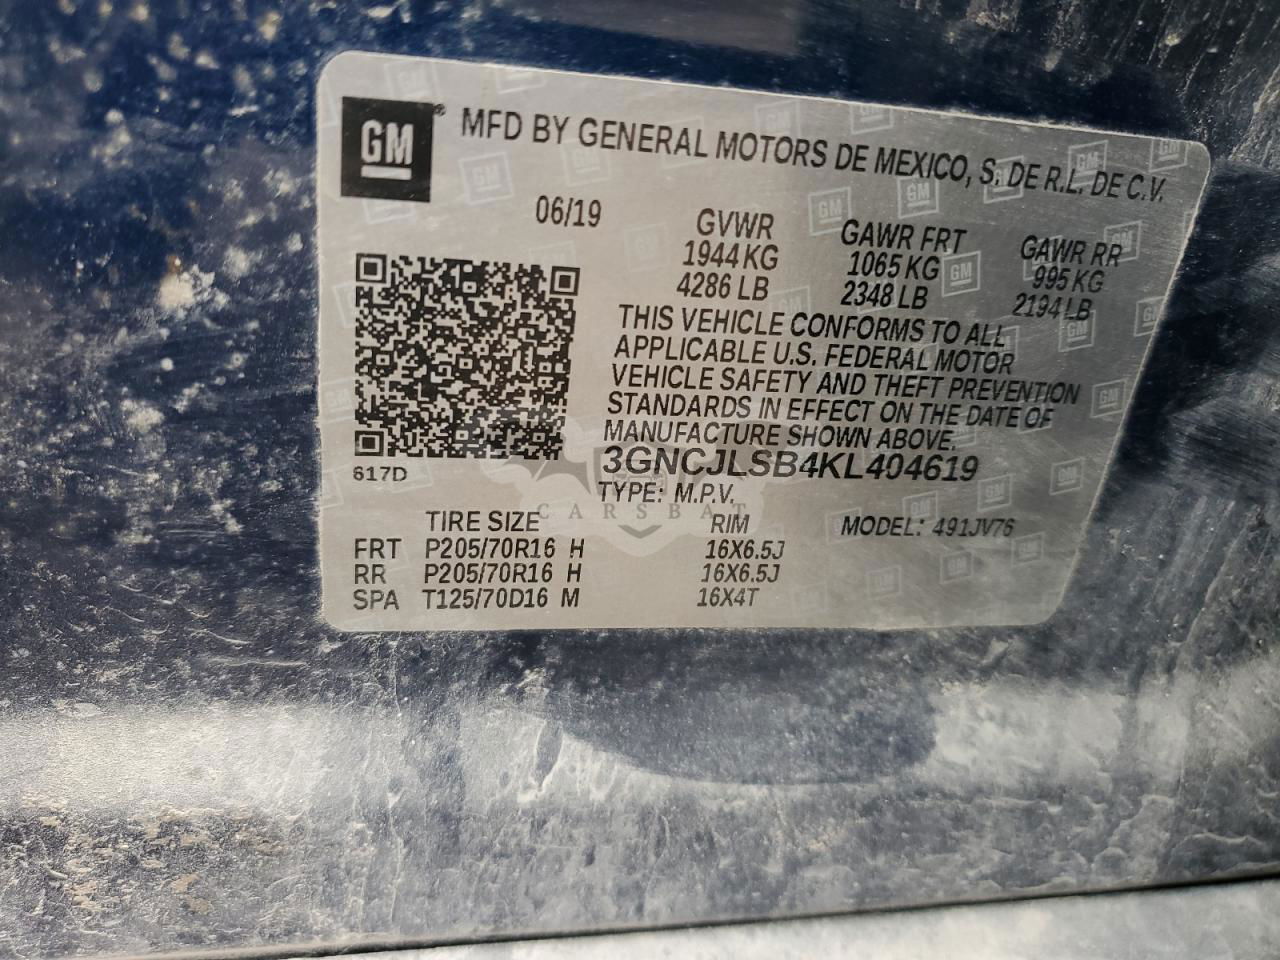 GM ® MFD BY GENERAL MOTORS DE MEXICO, S. DE R.L. DE C.V.
06/19
GVWR GAWR FRT GAWR RR
1944 KG 1065 KG 995 KG
4286 LB 2348 LB 2194 LB
THIS VEHICLE CONFORMS TO ALL
APPLICABLE U.S. FEDERAL MOTOR
VEHICLE SAFETY AND THEFT PREVENTION
STANDARDS IN EFFECT ON THE DATE OF
MANUFACTURE SHOWN ABOVE.
617D
3GNCJLSB4KL404619
TYPE: M.P.V.
CARSBAT
TIRE SIZE RIM MODEL: 491JV76
FRT P205/70R16 H 16X6.5J
RR P205/70R16 H 16X6.5J
SPA T125/70D16 M 16X4T